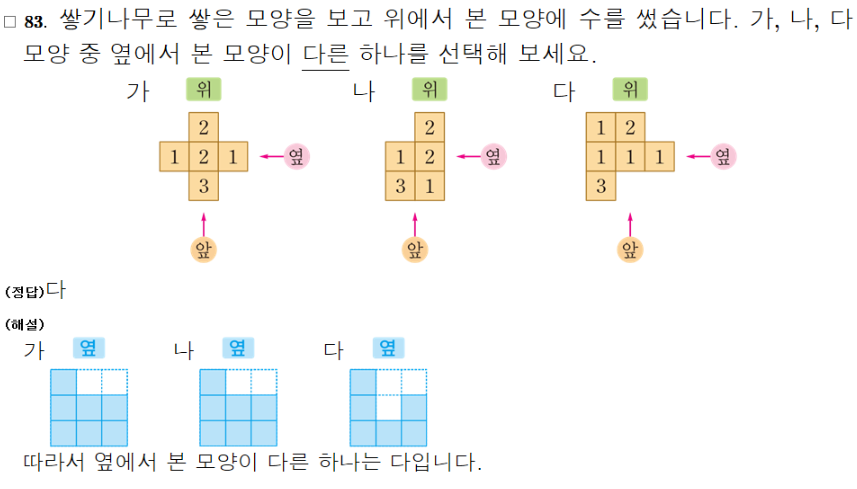 □ 83. 쌓기나무로 쌓은 모양을 보고 위에서 본 모양에 수를 썼습니다. 가, 나, 다
모양 중 옆에서 본 모양이 다른 하나를 선택해 보세요.
가 위 나 위 다 위
2 2 1 2
1 2 1 옆 1 2 옆 1 1 1 옆
3 3 1 3
앞 앞 앞
(정답)다
(해설)
가 옆 나 옆 다 옆
따라서 옆에서 본 모양이 다른 하나는 다입니다.